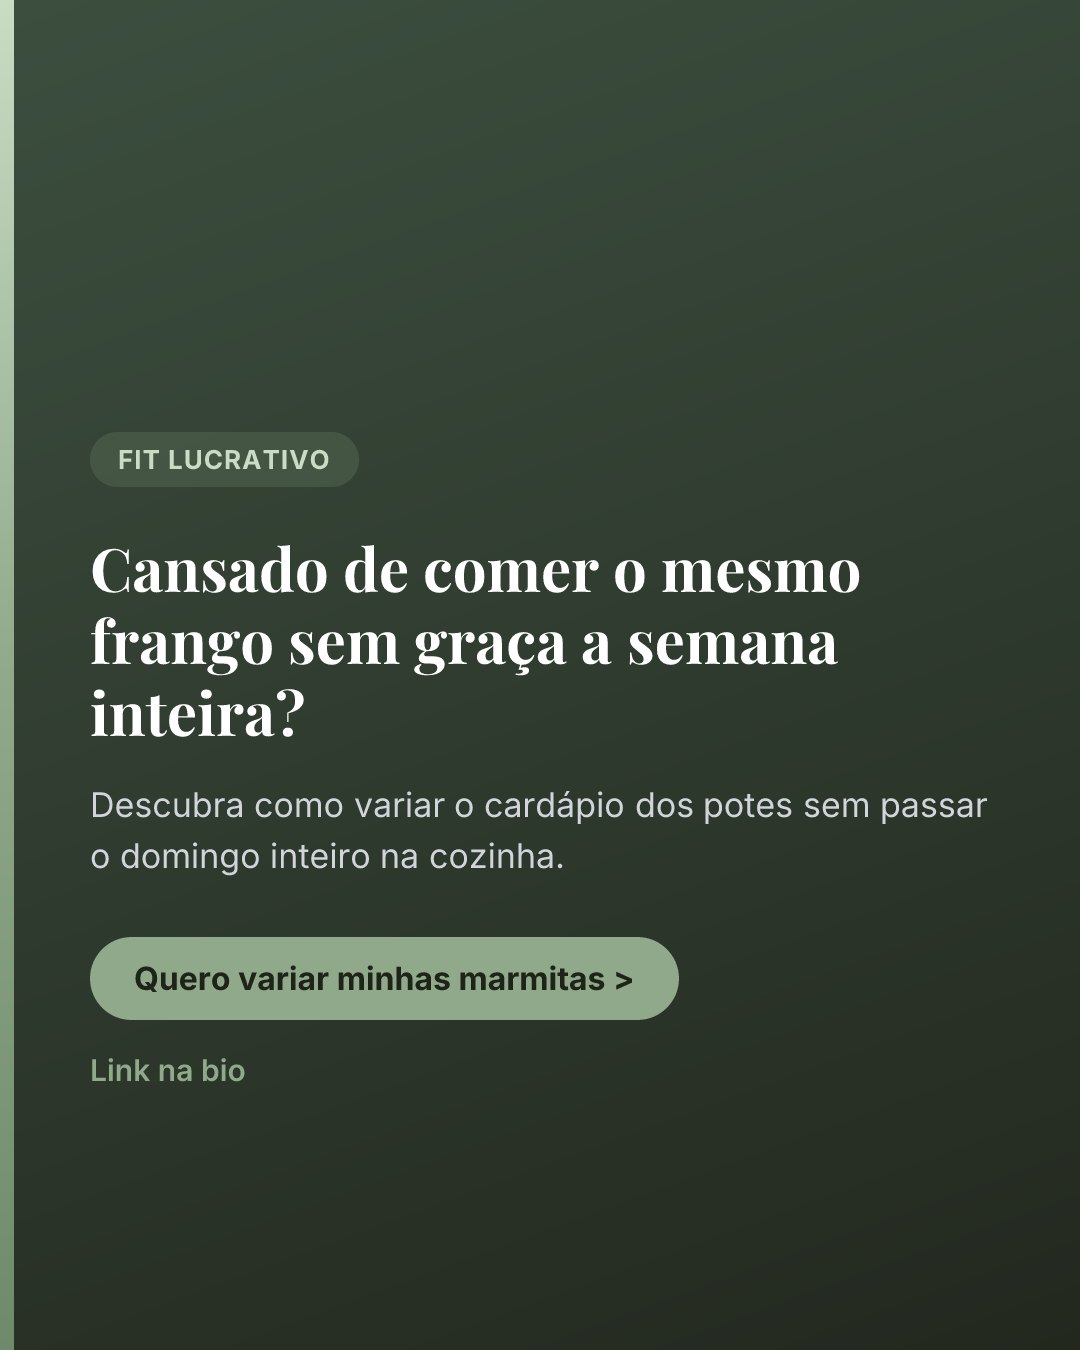 FIT LUCRATIVO
Cansado de comer o mesmo
frango sem graça a semana
inteira?
Descubra como variar o cardápio dos potes sem passar
o domingo inteiro na cozinha.
Quero variar minhas marmitas >
Link na bio